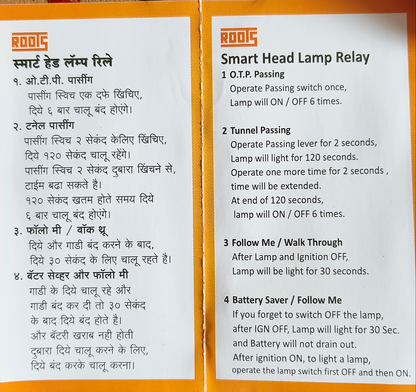 ROOTS
स्मार्ट हेड लॅम्प रिले
१. ओ.टी.पी. पासींग
पासींग स्विच एक दफे खिंचिए,
दिये ६ बार चालू बंद होएंगे।
२. टनेल पासींग
पासींग स्विच २ सेकंद केलिए खिंचिए,
दिये १२० सेकंद चालू रहेंगे।
पासींग स्विच २ सेकंद दुबारा खिंचने से,
टाईम बढा सकते है।
१२० सेकंद खतम होते समय दिये
६ बार चालू बंद होएंगे।
३. फॉलो मी / वॉक थ्रू
दिये और गाडी बंद करने के बाद,
दिये ३० सेकंद के लिए चालू रहते है।
४. बॅटर सेव्हर और फॉलो मी
गाडी के दिये चालू रहे और
गाडी बंद कर दी तो ३० सेकंद
के बाद दिये बंद होते है।
और बॅटरी खराब नही होती
दुबारा दिये चालू करने के लिए,
दिये बंद करके चालू करना।
ROOTS
Smart Head Lamp Relay
1 O.T.P. Passing
Operate Passing switch once,
Lamp will ON / OFF 6 times.
2 Tunnel Passing
Operate Passing lever for 2 seconds,
Lamp will light for 120 seconds.
Operate one more time for 2 seconds ,
time will be extended.
At end of 120 seconds,
lamp will ON / OFF 6 times.
3 Follow Me / Walk Through
After Lamp and Ignition OFF,
Lamp will be light for 30 seconds.
4 Battery Saver / Follow Me
If you forget to switch OFF the lamp,
after IGN OFF, Lamp will light for 30 Sec.
and Battery will not drain out.
After ignition ON, to light a lamp,
operate the lamp switch first OFF and then ON.